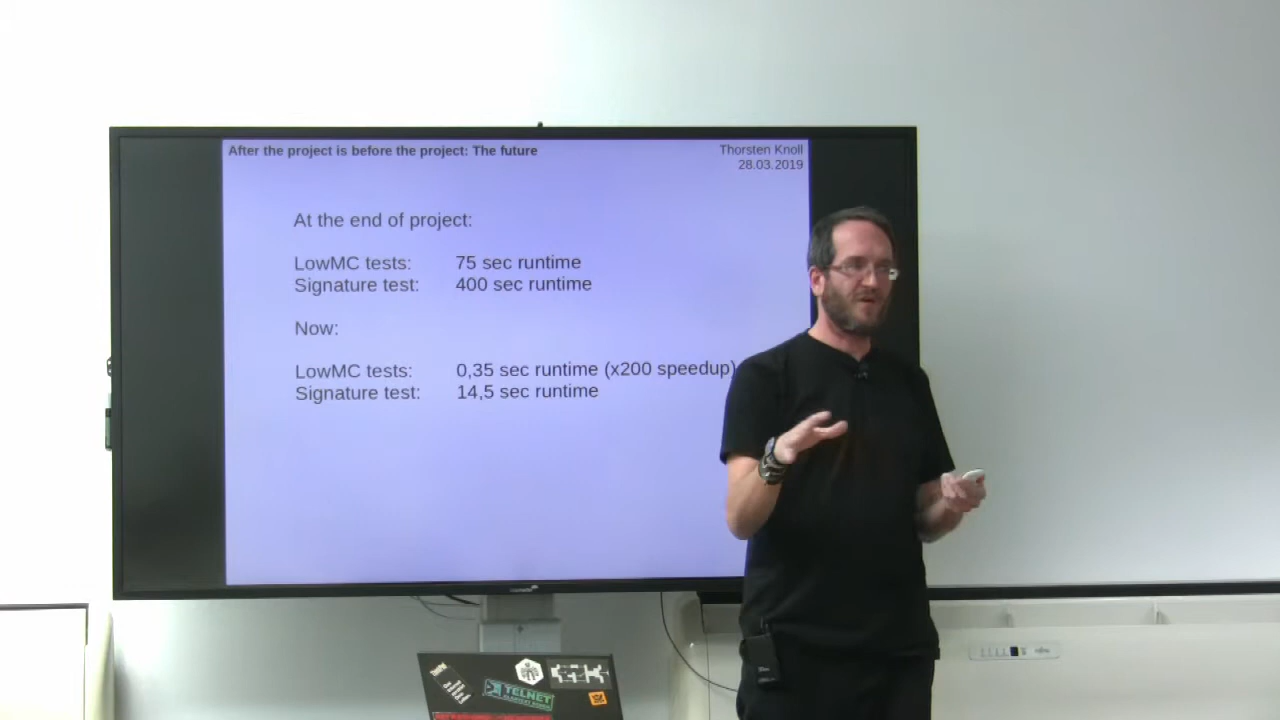 After the project is before the project: The future
Thorsten Knoll
28.03.2019
At the end of project:
LowMC tests: 75 sec runtime
Signature test: 400 sec runtime
Now:
LowMC tests: 0,35 sec runtime (x200 speedup)
Signature test: 14,5 sec runtime
TELNET